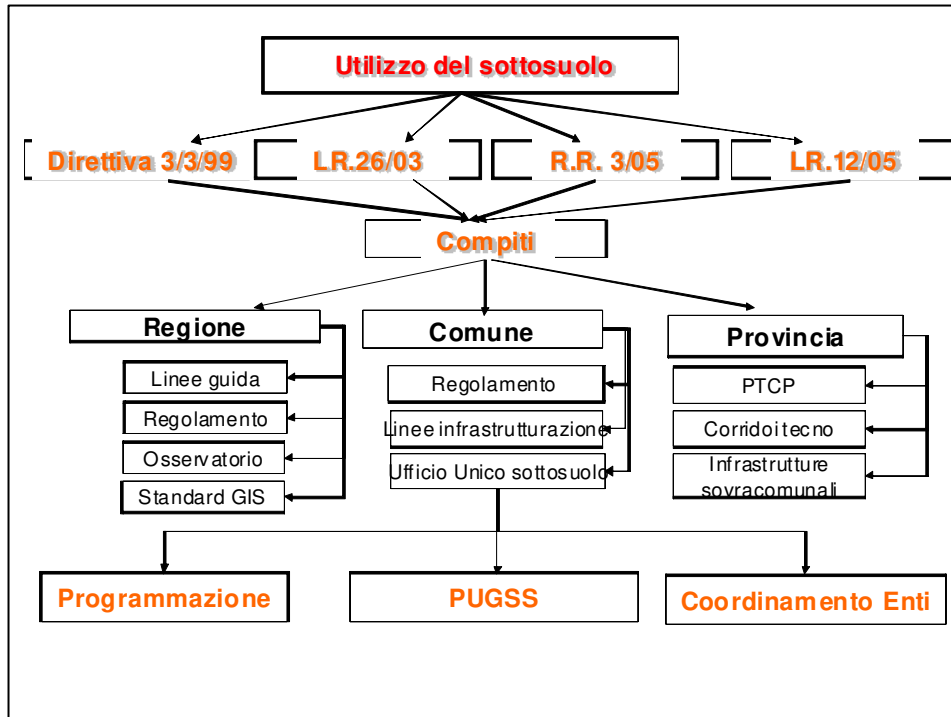 Utilizzo del sottosuolo
Direttiva 3/3/99
LR.26/03
R.R. 3/05
LR.12/05
Compiti
Regione
Comune
Provincia
Linee guida
Regolamento
Osservatorio
Standard GIS
Regolamento
Linee infrastrutturazione
Ufficio Unico sottosuolo
PTCP
Corridoi tecno
Infrastrutture
sovracomunali
Programmazione
PUGSS
Coordinamento Enti